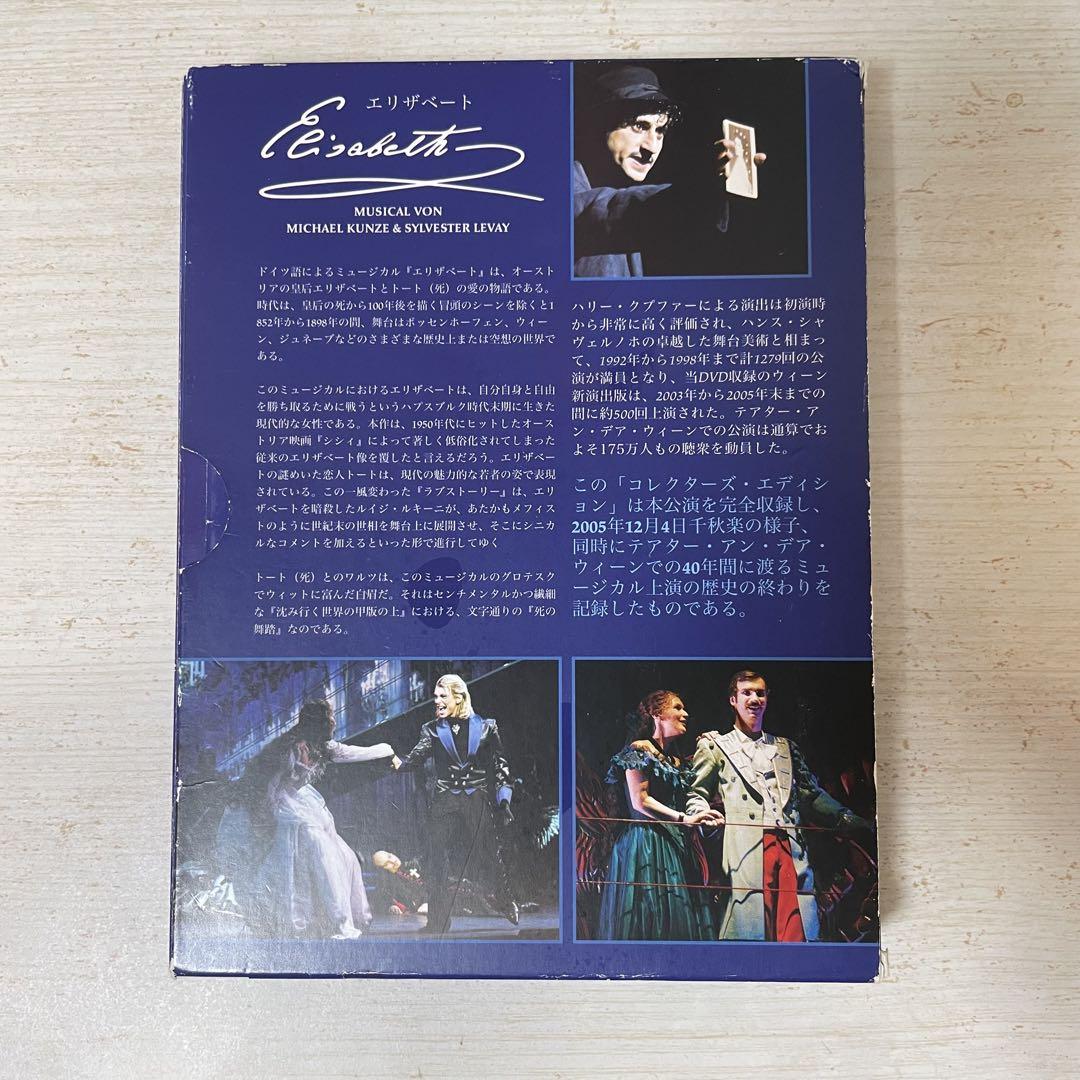 エリザベート
Elisabeth
MUSICAL VON
MICHAEL KUNZE & SYLVESTER LEVAY
ドイツ語によるミュージカル『エリザベート』は、オースト
リアの皇后エリザベートとトート（死）の愛の物語である。
時代は、皇后の死から100年後を描く冒頭のシーンを除くと1
852年から1898年の間、舞台はポッセンホーフェン、ウィー
ン、ジュネーブなどのさまざまな歴史上または空想の世界で
ある。
このミュージカルにおけるエリザベートは、自分自身と自由
を勝ち取るために戦うというハプスブルク時代末期に生きた
現代的な女性である。本作は、1950年代にヒットしたオース
トリア映画『シシィ』によって著しく低俗化されてしまった
従来のエリザベート像を覆したと言えるだろう。エリザベー
トの謎めいた恋人トートは、現代の魅力的な若者の姿で表現
されている。この一風変わった『ラブストーリー』は、エリ
ザベートを暗殺したルイジ・ルキーニが、あたかもメフィス
トのように世紀末の世相を舞台上に展開させ、そこにシニカ
ルなコメントを加えるといった形で進行してゆく
トート（死）とのワルツは、このミュージカルのグロテスク
でウィットに富んだ白眉だ。それはセンチメンタルかつ繊細
な『沈み行く世界の甲版の上』における、文字通りの『死の
舞踏』なのである。
ハリー・クプファーによる演出は初演時
から非常に高く評価され、ハンス・シャ
ヴェルノホの卓越した舞台美術と相まっ
て、1992年から1998年まで計1279回の公
演が満員となり、当DVD収録のウィーン
新演出版は、2003年から2005年末までの
間に約500回上演された。テアター・ア
ン・デア・ウィーンでの公演は通算でお
よそ175万人もの聴衆を動員した。
この「コレクターズ・エディシ
ョン」は本公演を完全収録し、
2005年12月4日千秋楽の様子、
同時にテアター・アン・デア・
ウィーンでの40年間に渡るミュ
ージカル上演の歴史の終わりを
記録したものである。